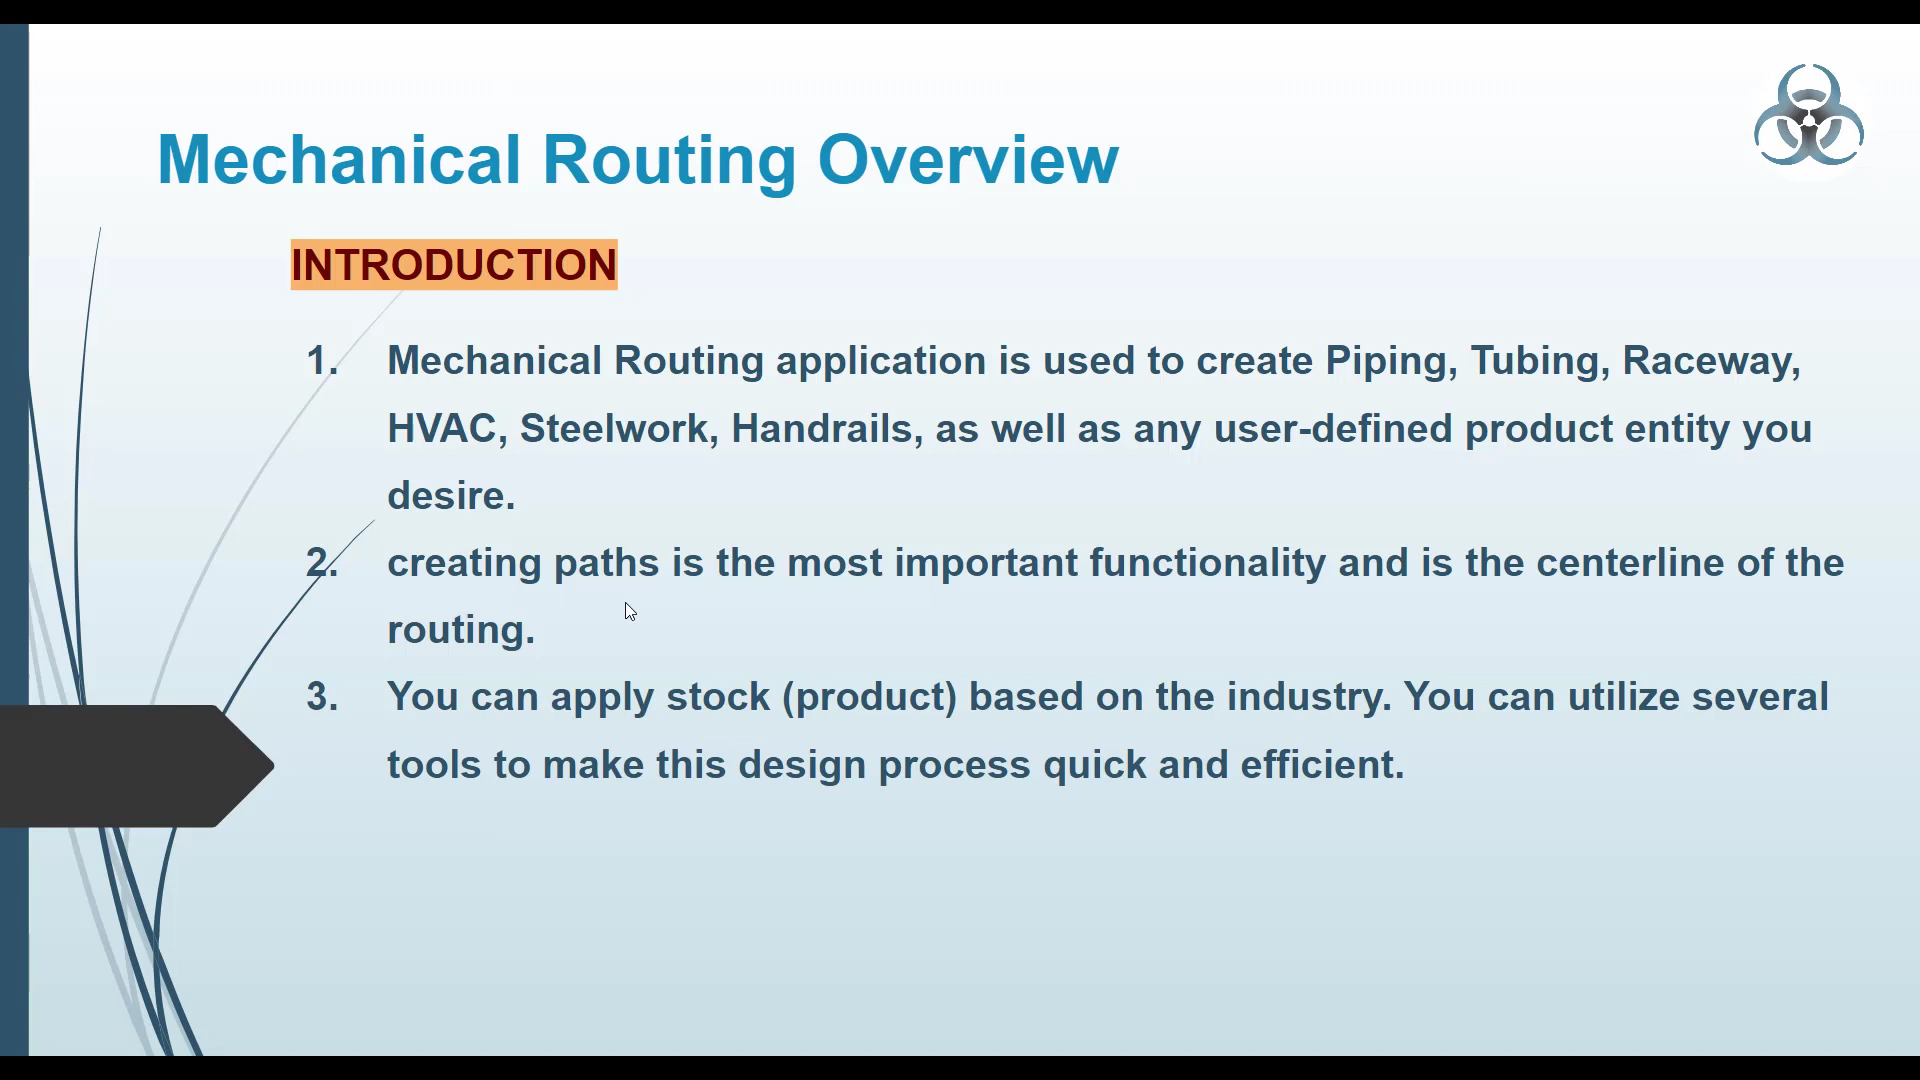 Mechanical Routing Overview
INTRODUCTION
1. Mechanical Routing application is used to create Piping, Tubing, Raceway,
HVAC, Steelwork, Handrails, as well as any user-defined product entity you
desire.
2. creating paths is the most important functionality and is the centerline of the
routing.
3. You can apply stock (product) based on the industry. You can utilize several
tools to make this design process quick and efficient.